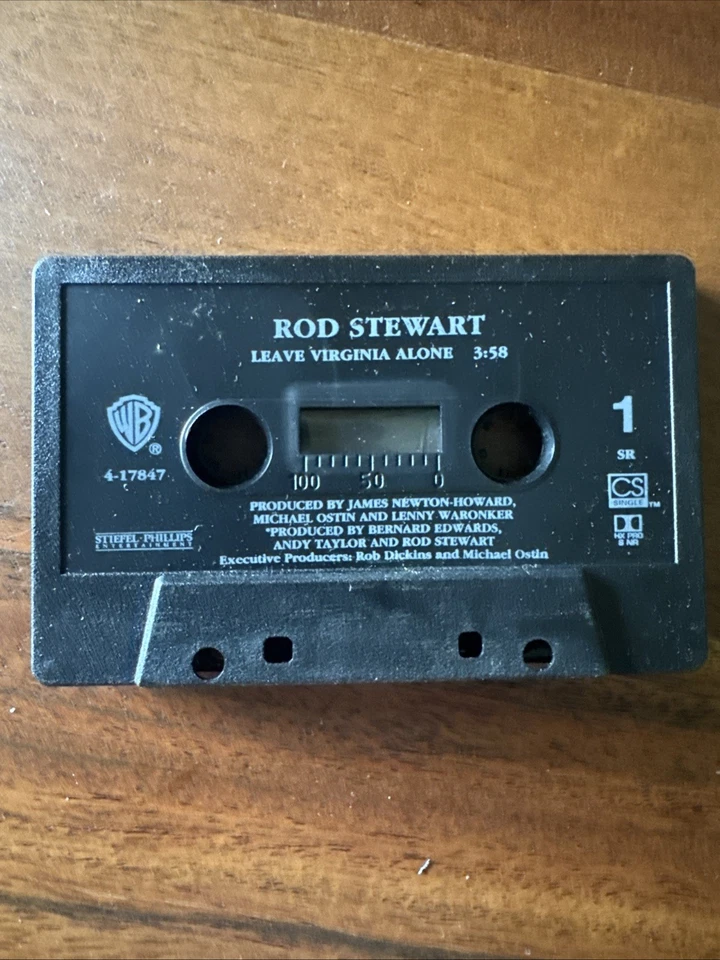 ROD STEWART
LEAVE VIRGINIA ALONE 3:58
WB
®
4-17847
1
SR
CS
SINGLE
TM
100 50 0
PRODUCED BY JAMES NEWTON-HOWARD,
MICHAEL OSTIN AND LENNY WARONKER
*PRODUCED BY BERNARD EDWARDS,
ANDY TAYLOR AND ROD STEWART
Executive Producers: Rob Dickins and Michael Ostin
STIEFEL·PHILLIPS
ENTERTAINMENT
HX PRO
B NR